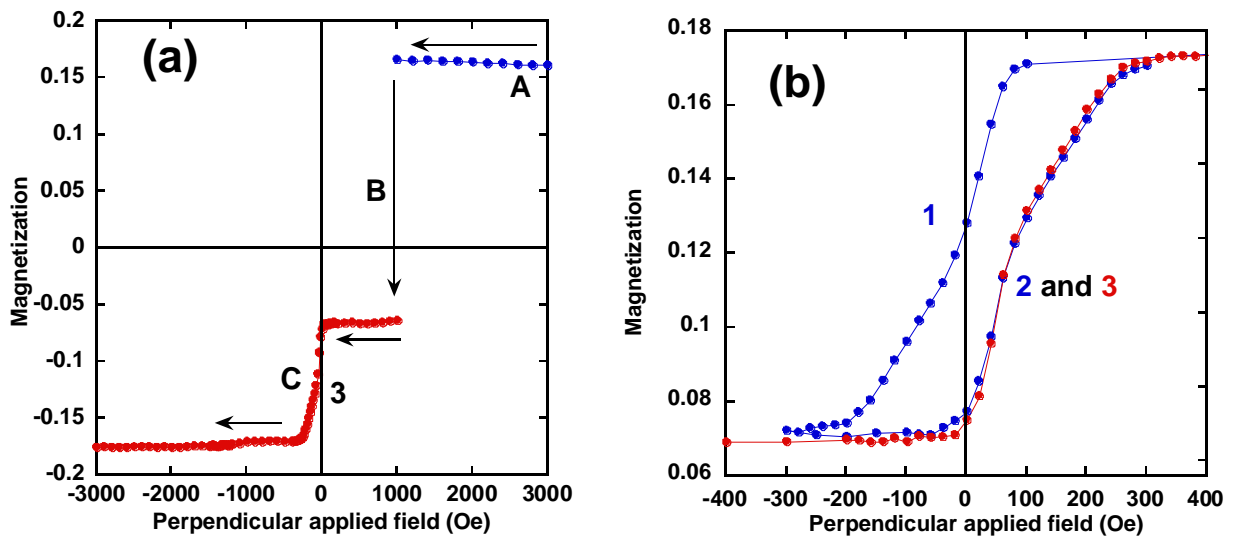 (a)
A
B
C
3
0.2
0.15
0.1
0.05
0
-0.05
-0.1
-0.15
-0.2
-3000 -2000 -1000 0 1000 2000 3000
Magnetization
Perpendicular applied field (Oe)
(b)
1
2 and 3
0.18
0.16
0.14
0.12
0.1
0.08
0.06
-400 -300 -200 -100 0 100 200 300 400
Magnetization
Perpendicular applied field (Oe)